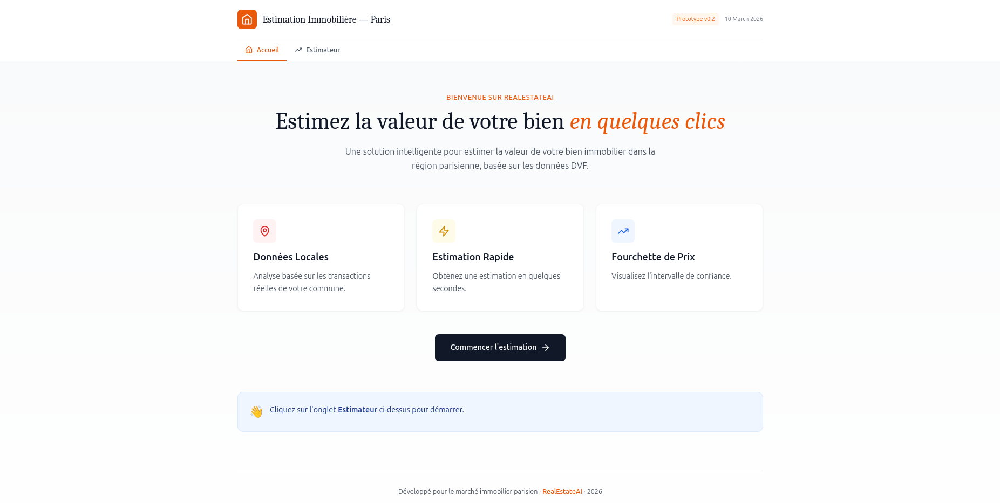 Estimation Immobilière — Paris
Prototype v0.2
10 March 2026
Accueil
Estimateur
BIENVENUE SUR REALESTATEAI
Estimez la valeur de votre bien en quelques clics
Une solution intelligente pour estimer la valeur de votre bien immobilier dans la
région parisienne, basée sur les données DVF.
Données Locales
Analyse basée sur les transactions
réelles de votre commune.
Estimation Rapide
Obtenez une estimation en quelques
secondes.
Fourchette de Prix
Visualisez l'intervalle de confiance.
Commencer l'estimation
Cliquez sur l'onglet Estimateur ci-dessus pour démarrer.
Développé pour le marché immobilier parisien · RealEstateAI · 2026